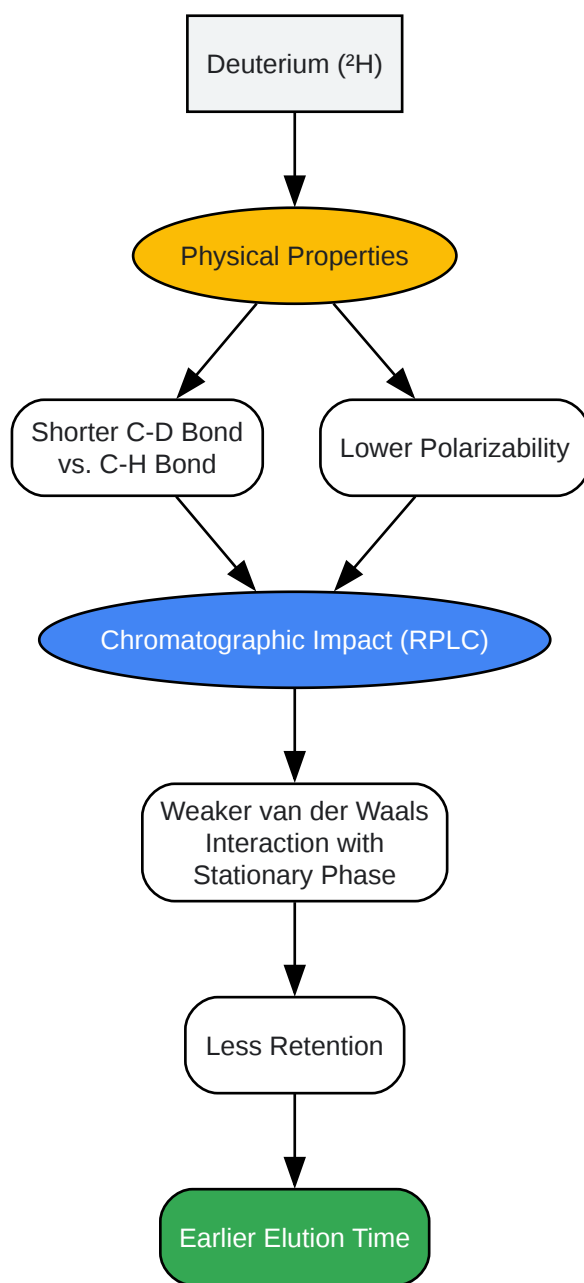 Deuterium (²H)
Physical Properties
Shorter C-D Bond
vs. C-H Bond
Lower Polarizability
Chromatographic Impact (RPLC)
Weaker van der Waals
Interaction with
Stationary Phase
Less Retention
Earlier Elution Time